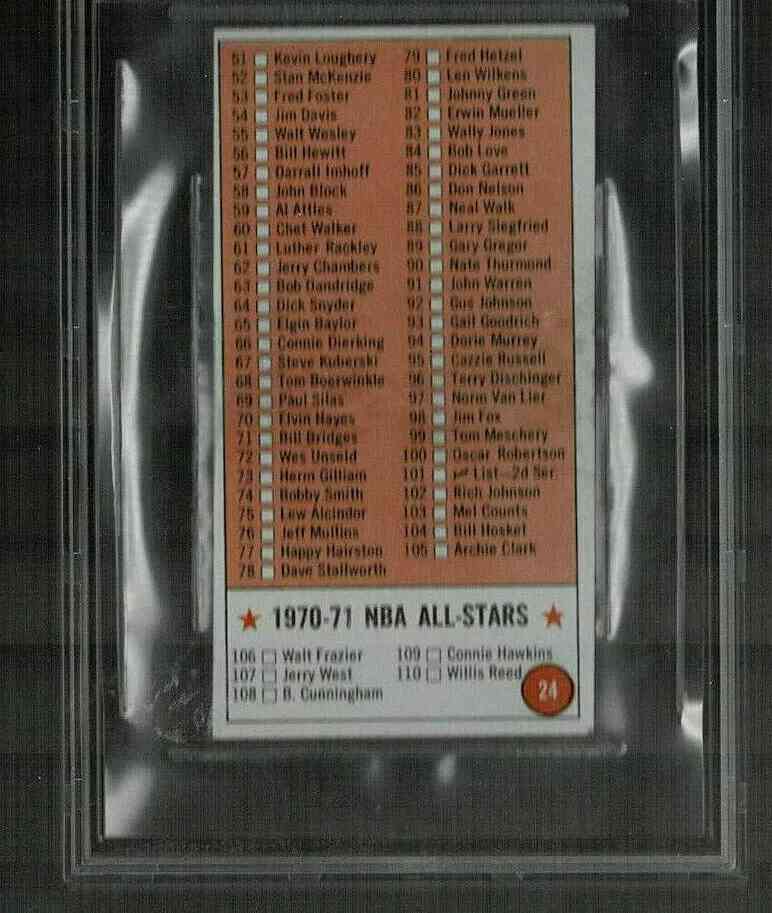 51 Kevin Loughery
52 Stan McKenzie
53 Fred Foster
54 Jim Davis
55 Walt Wesley
56 Bill Hewitt
57 Darrall Imhoff
58 John Block
59 Al Attles
60 Chet Walker
61 Luther Rackley
62 Jerry Chambers
63 Bob Dandridge
64 Dick Snyder
65 Elgin Baylor
66 Connie Dierking
67 Steve Kuberski
68 Tom Boerwinkle
69 Paul Silas
70 Elvin Hayes
71 Bill Bridges
72 Wes Unseld
73 Herm Gilliam
74 Bobby Smith
75 Lew Alcindor
76 Jeff Mullins
77 Happy Hairston
78 Dave Stallworth
79 Fred Hetzel
80 Len Wilkens
81 Johnny Green
82 Erwin Mueller
83 Wally Jones
84 Bob Love
85 Dick Garrett
86 Don Nelson
87 Neal Walk
88 Larry Siegfried
89 Gary Gregor
90 Nate Thurmond
91 John Warren
92 Gus Johnson
93 Gail Goodrich
94 Dorie Murrey
95 Cazzie Russell
96 Terry Dischinger
97 Norm Van Lier
98 Jim Fox
99 Tom Meschery
100 Oscar Robertson
101 List—2d Ser.
102 Rich Johnson
103 Mel Counts
104 Bill Hosket
105 Archie Clark
★ 1970-71 NBA ALL-STARS ★
106 Walt Frazier
107 Jerry West
108 B. Cunningham
109 Connie Hawkins
110 Willis Reed
24